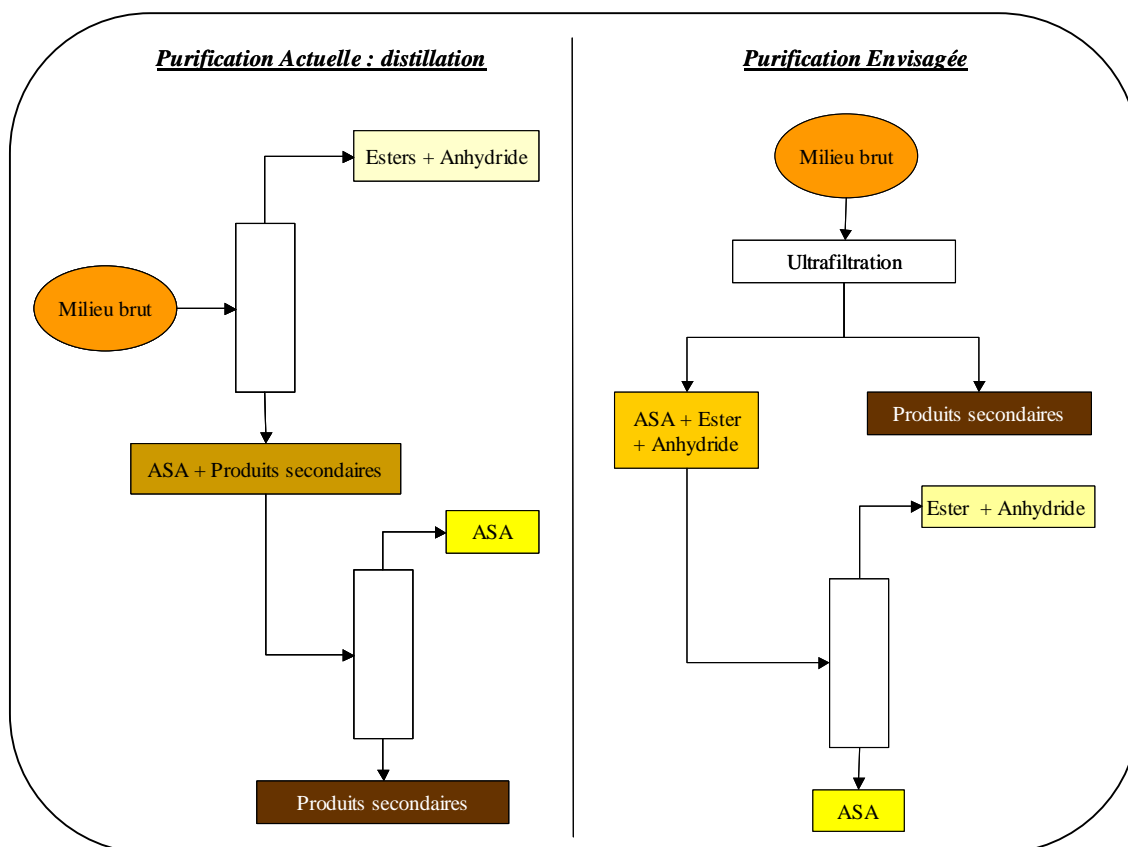 Purification Actuelle : distillation
Esters + Anhydride
Milieu brut
ASA + Produits secondaires
ASA
Produits secondaires
Purification Envisagée
Milieu brut
Ultrafiltration
ASA + Ester
+ Anhydride
Produits secondaires
Ester + Anhydride
ASA